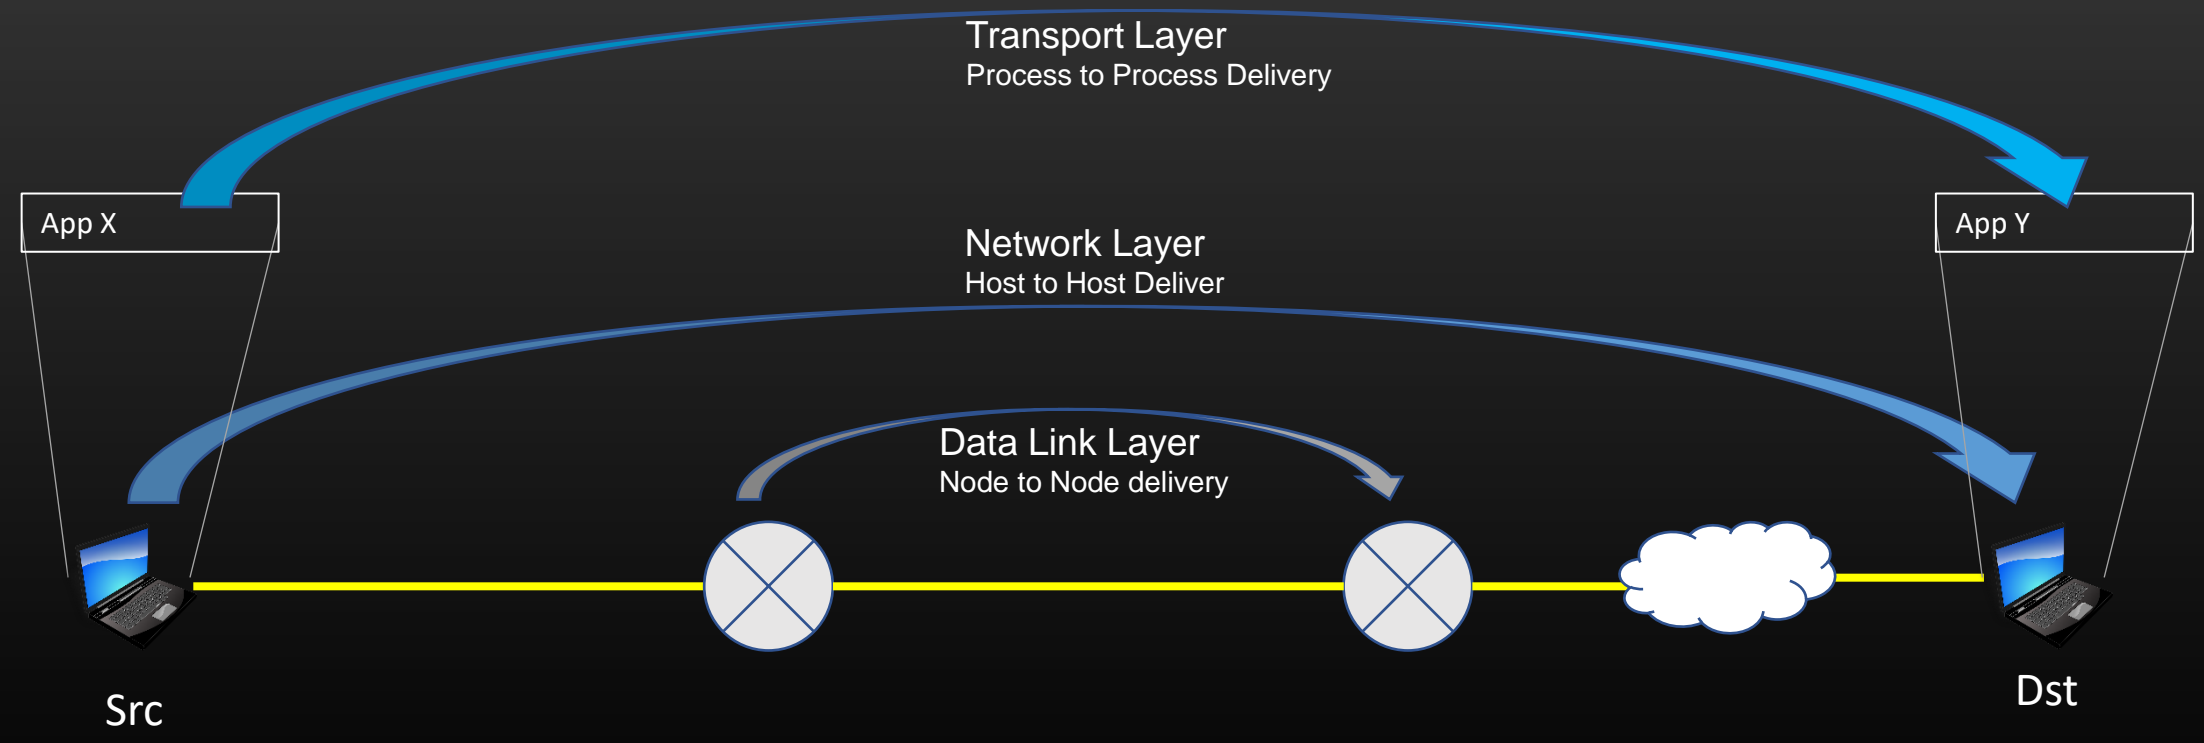 Transport Layer
Process to Process Delivery
App X
App Y
Network Layer
Host to Host Deliver
Data Link Layer
Node to Node delivery
Src
Dst